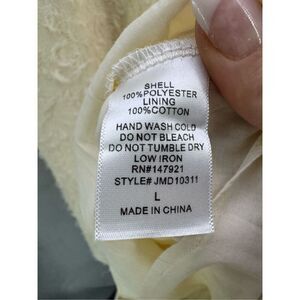 SHELL
100%POLYESTER
LINING
100%COTTON
HAND WASH COLD
DO NOT BLEACH
DO NOT TUMBLE DRY
LOW IRON
RN#147921
STYLE# JMD10311
L
MADE IN CHINA